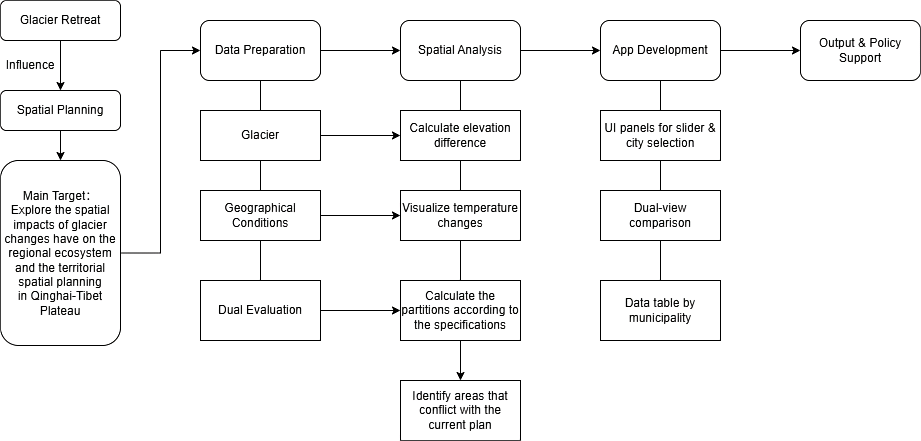 Glacier Retreat
Influence
Spatial Planning
Main Target：
Explore the spatial
impacts of glacier
changes have on the
regional ecosystem
and the territorial
spatial planning
in Qinghai-Tibet
Plateau
Data Preparation
Glacier
Geographical
Conditions
Dual Evaluation
Spatial Analysis
Calculate elevation
difference
Visualize temperature
changes
Calculate the
partitions according to
the specifications
Identify areas that
conflict with the
current plan
App Development
UI panels for slider &
city selection
Dual-view
comparison
Data table by
municipality
Output & Policy
Support